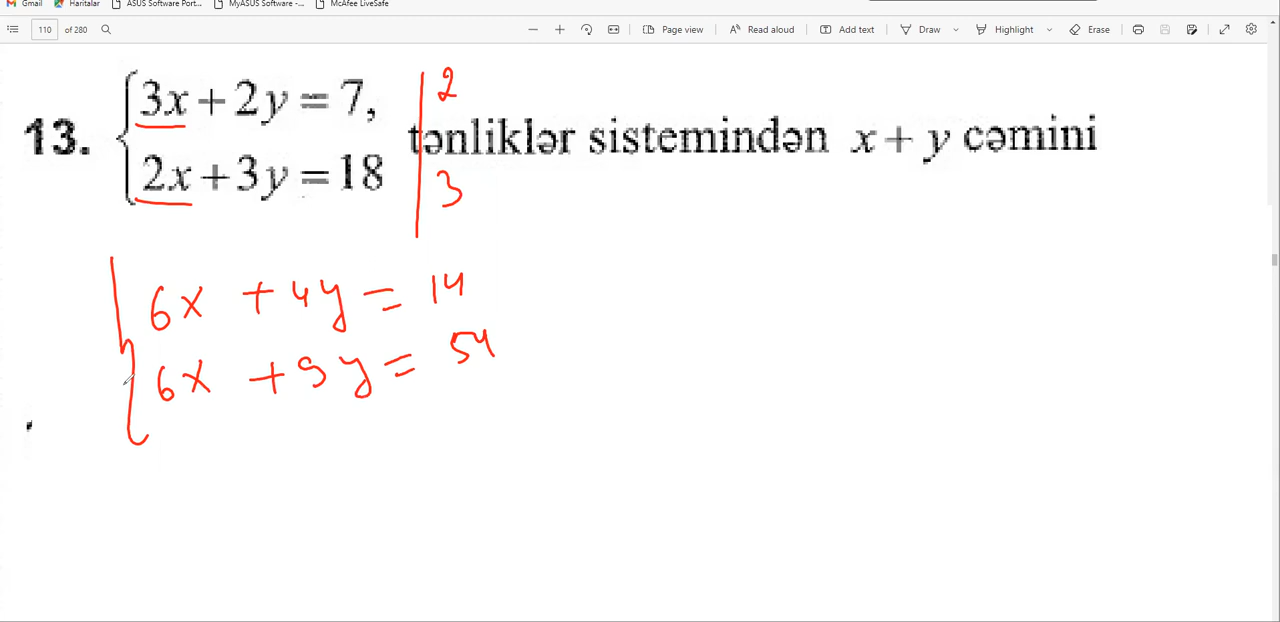 Gmail Haritalar ASUS Software Port... MyASUS Software -... McAfee LiveSafe
110 of 280 Page view Read aloud Add text Draw Highlight Erase
13. {3x + 2y = 7, | 2
tənliklər sistemindən x + y cəmini
2x + 3y = 18 | 3
6x + 4y = 14
6x + 9y = 54